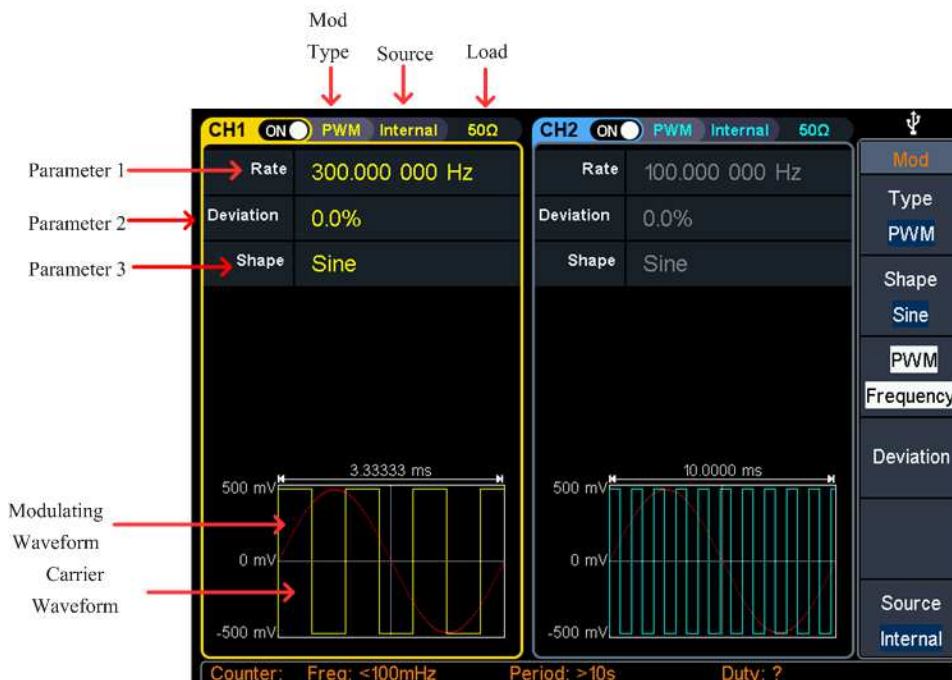 Mod
Type
Source
Load
CH1 ON PWM Internal 50Ω
CH2 ON PWM Internal 50Ω
Parameter 1
Rate 300.000 000 Hz
Rate 100.000 000 Hz
Parameter 2
Deviation 0.0%
Deviation 0.0%
Parameter 3
Shape Sine
Shape Sine
Mod
Type
PWM
Shape
Sine
PWM
Frequency
Deviation
Source
Internal
3.33333 ms
500 mV
0 mV
-500 mV
10.0000 ms
500 mV
0 mV
-500 mV
Modulating
Waveform
Carrier
Waveform
Counter: Freq: <100mHz Period: >10s Duty: ?